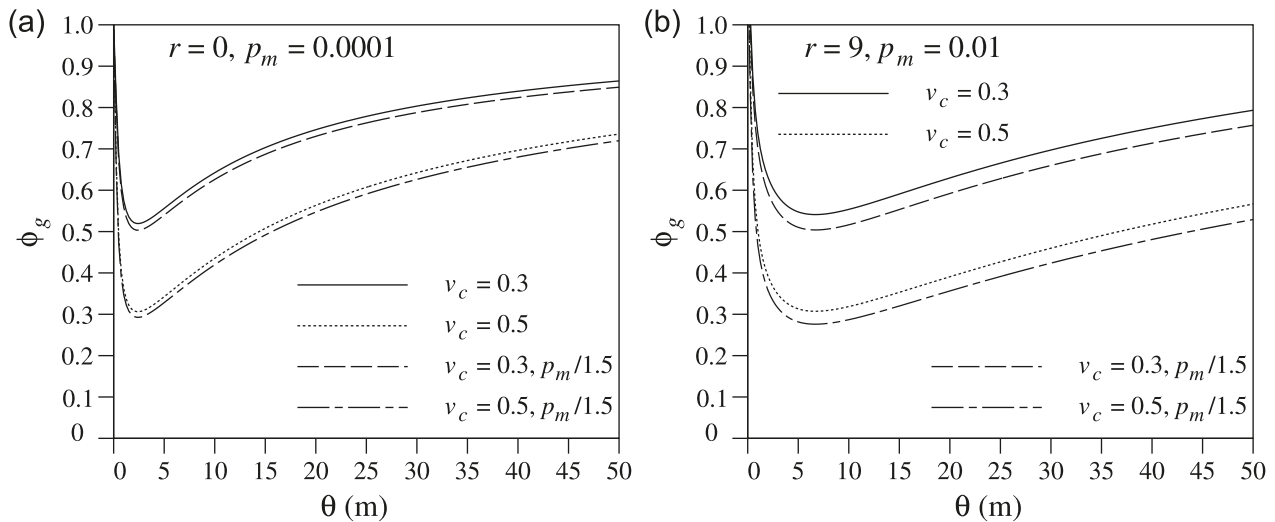 (a)
r = 0, p_m = 0.0001
1.0
0.9
0.8
0.7
0.6
0.5
0.4
0.3
0.2
0.1
0
ϕ_g
v_c = 0.3
v_c = 0.5
v_c = 0.3, p_m/1.5
v_c = 0.5, p_m/1.5
0 5 10 15 20 25 30 35 40 45 50
θ (m)
(b)
r = 9, p_m = 0.01
v_c = 0.3
v_c = 0.5
1.0
0.9
0.8
0.7
0.6
0.5
0.4
0.3
0.2
0.1
0
ϕ_g
v_c = 0.3, p_m/1.5
v_c = 0.5, p_m/1.5
0 5 10 15 20 25 30 35 40 45 50
θ (m)